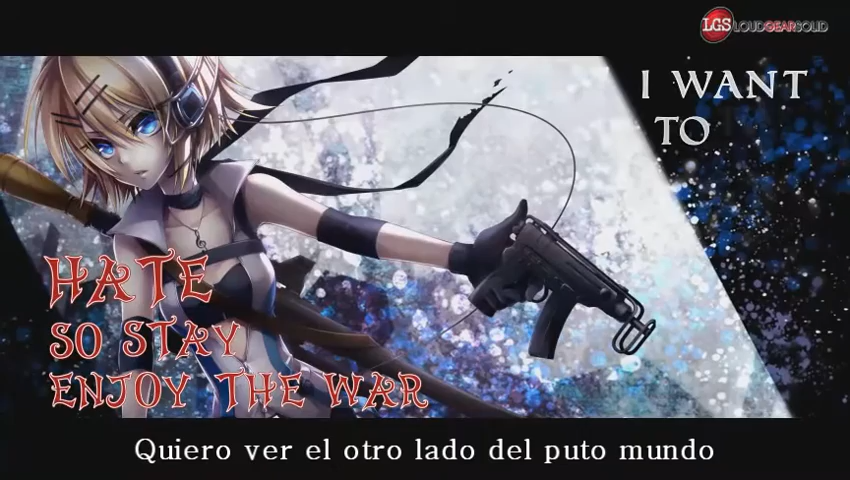 LGS LOUDGEARSOLID
I WANT
TO
HATE
SO STAY
ENJOY THE WAR
Quiero ver el otro lado del puto mundo